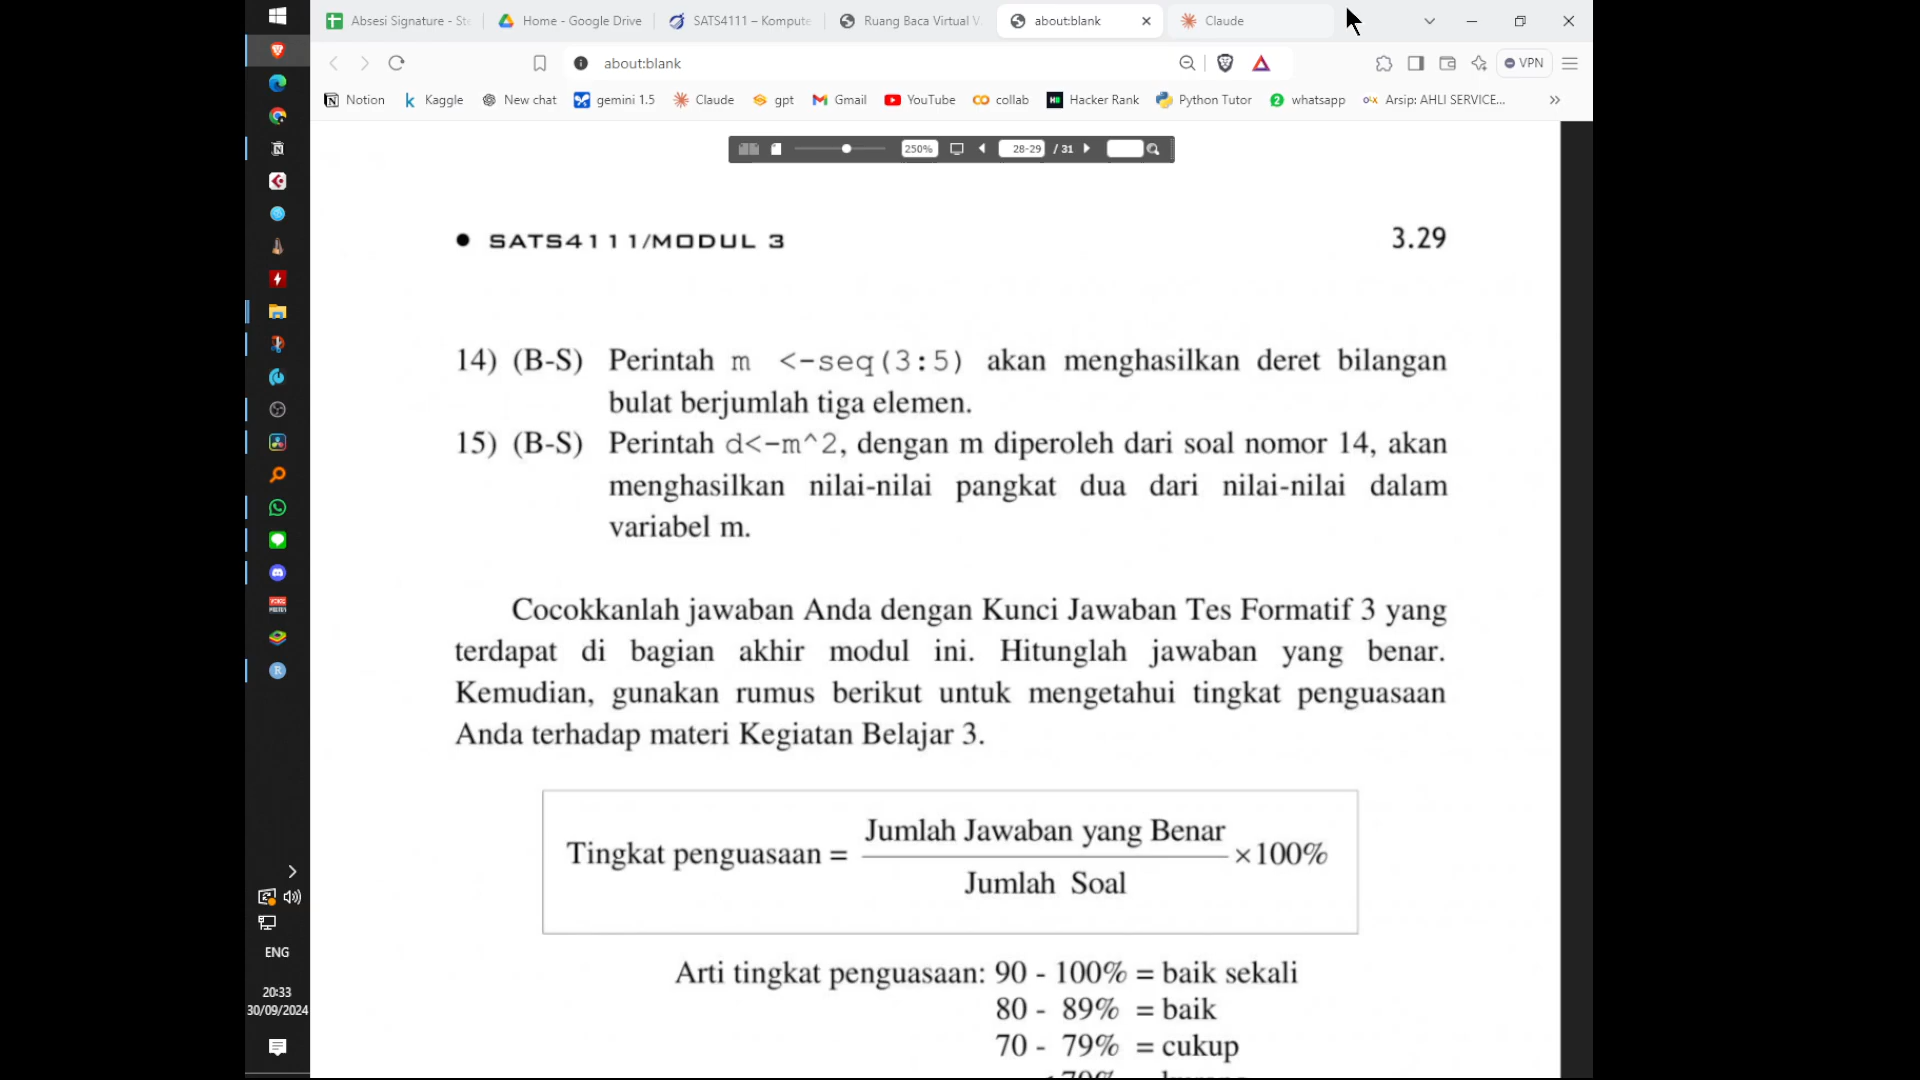 Absesi Signature - Ste
Home - Google Drive
SATS4111 – Kompute
Ruang Baca Virtual V
about:blank
Claude
about:blank
VPN
Notion
Kaggle
New chat
gemini 1.5
Claude
gpt
Gmail
YouTube
collab
Hacker Rank
Python Tutor
whatsapp
Arsip: AHLI SERVICE...
250%
28-29
/ 31
SATS4111/MODUL 3
3.29
14) (B-S) Perintah m <-seq(3:5) akan menghasilkan deret bilangan
bulat berjumlah tiga elemen.
15) (B-S) Perintah d<-m^2, dengan m diperoleh dari soal nomor 14, akan
menghasilkan nilai-nilai pangkat dua dari nilai-nilai dalam
variabel m.
Cocokkanlah jawaban Anda dengan Kunci Jawaban Tes Formatif 3 yang
terdapat di bagian akhir modul ini. Hitunglah jawaban yang benar.
Kemudian, gunakan rumus berikut untuk mengetahui tingkat penguasaan
Anda terhadap materi Kegiatan Belajar 3.
Jumlah Jawaban yang Benar
Tingkat penguasaan = ×100%
Jumlah Soal
Arti tingkat penguasaan: 90 - 100% = baik sekali
80 - 89% = baik
70 - 79% = cukup
ENG
20:33
30/09/2024